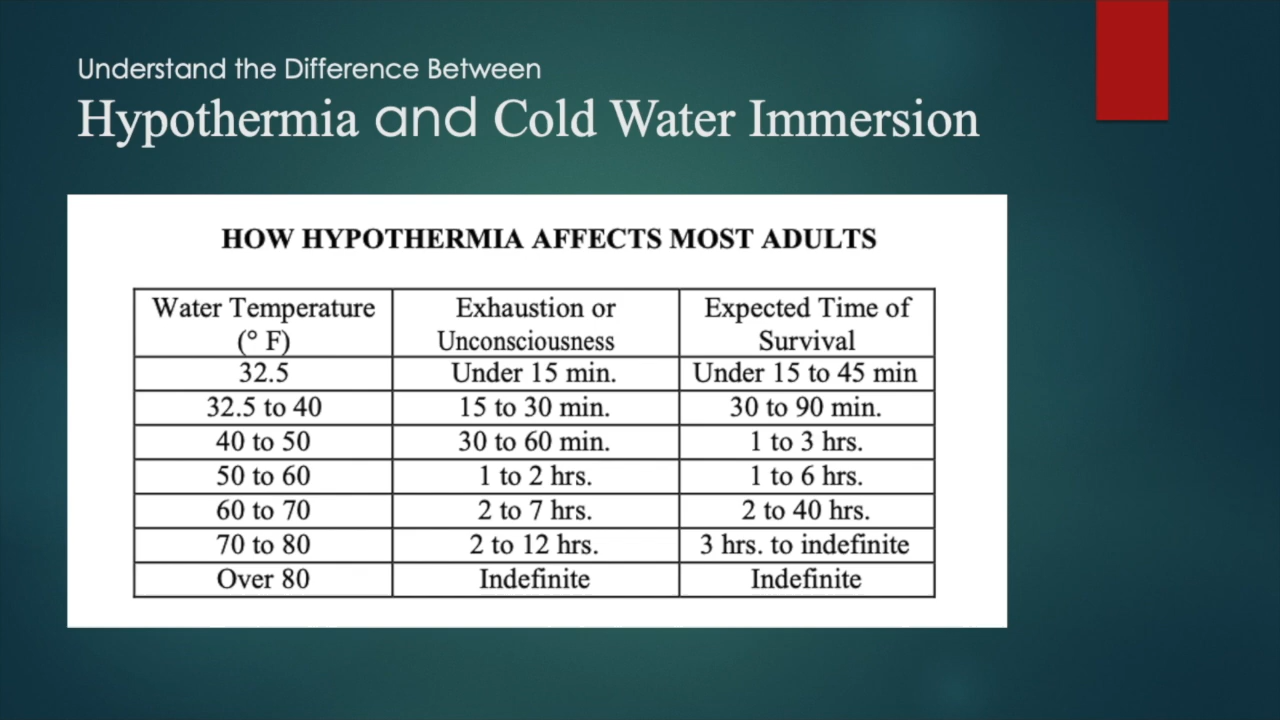 Understand the Difference Between
Hypothermia and Cold Water Immersion
HOW HYPOTHERMIA AFFECTS MOST ADULTS
Water Temperature (° F) Exhaustion or Unconsciousness Expected Time of Survival
32.5 Under 15 min. Under 15 to 45 min
32.5 to 40 15 to 30 min. 30 to 90 min.
40 to 50 30 to 60 min. 1 to 3 hrs.
50 to 60 1 to 2 hrs. 1 to 6 hrs.
60 to 70 2 to 7 hrs. 2 to 40 hrs.
70 to 80 2 to 12 hrs. 3 hrs. to indefinite
Over 80 Indefinite Indefinite